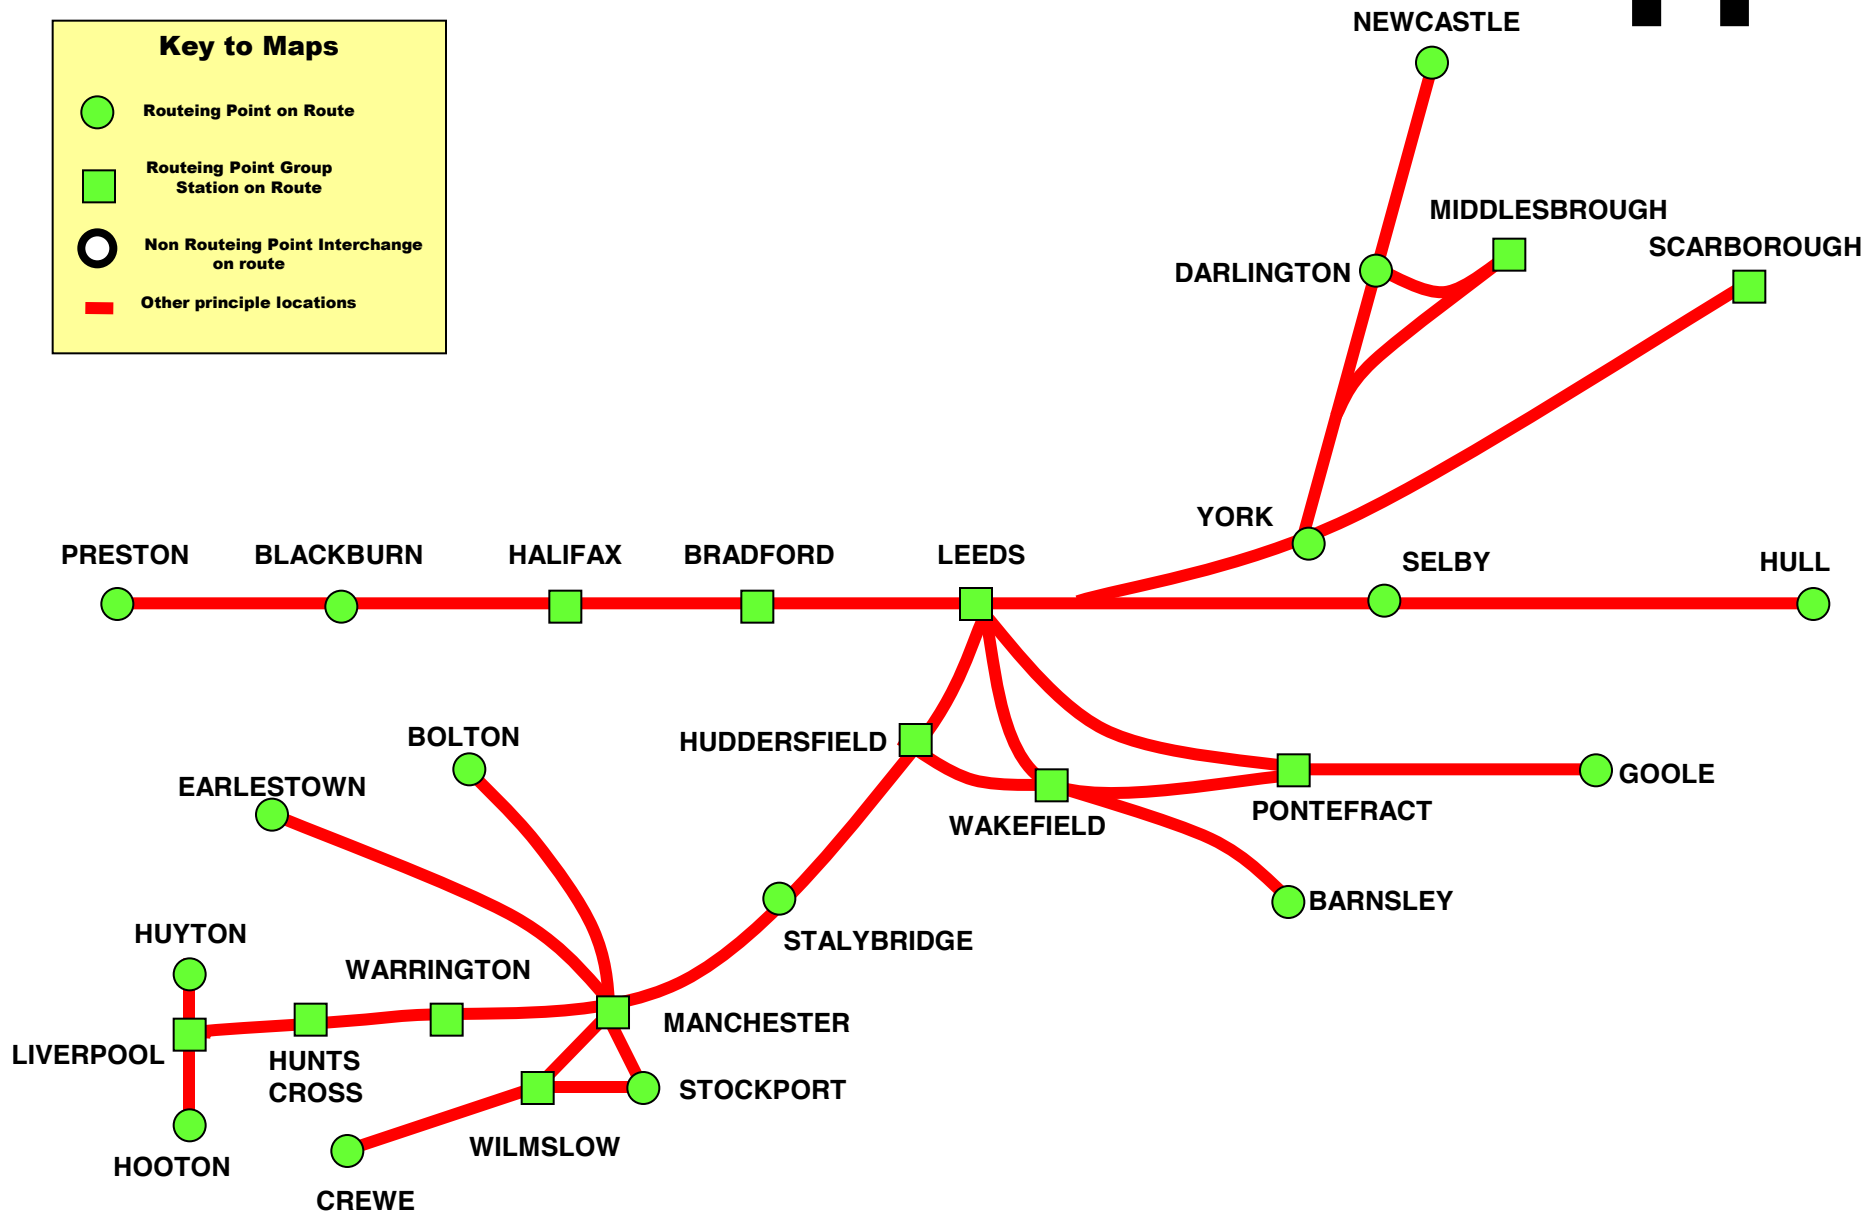 Key to Maps
Routeing Point on Route
Routeing Point Group
Station on Route
Non Routeing Point Interchange
on route
Other principle locations
NEWCASTLE
MIDDLESBROUGH
SCARBOROUGH
DARLINGTON
YORK
PRESTON
BLACKBURN
HALIFAX
BRADFORD
LEEDS
SELBY
HULL
BOLTON
HUDDERSFIELD
EARLESTOWN
GOOLE
WAKEFIELD
PONTEFRACT
BARNSLEY
HUYTON
STALYBRIDGE
WARRINGTON
MANCHESTER
LIVERPOOL
HUNTS
CROSS
STOCKPORT
WILMSLOW
HOOTON
CREWE